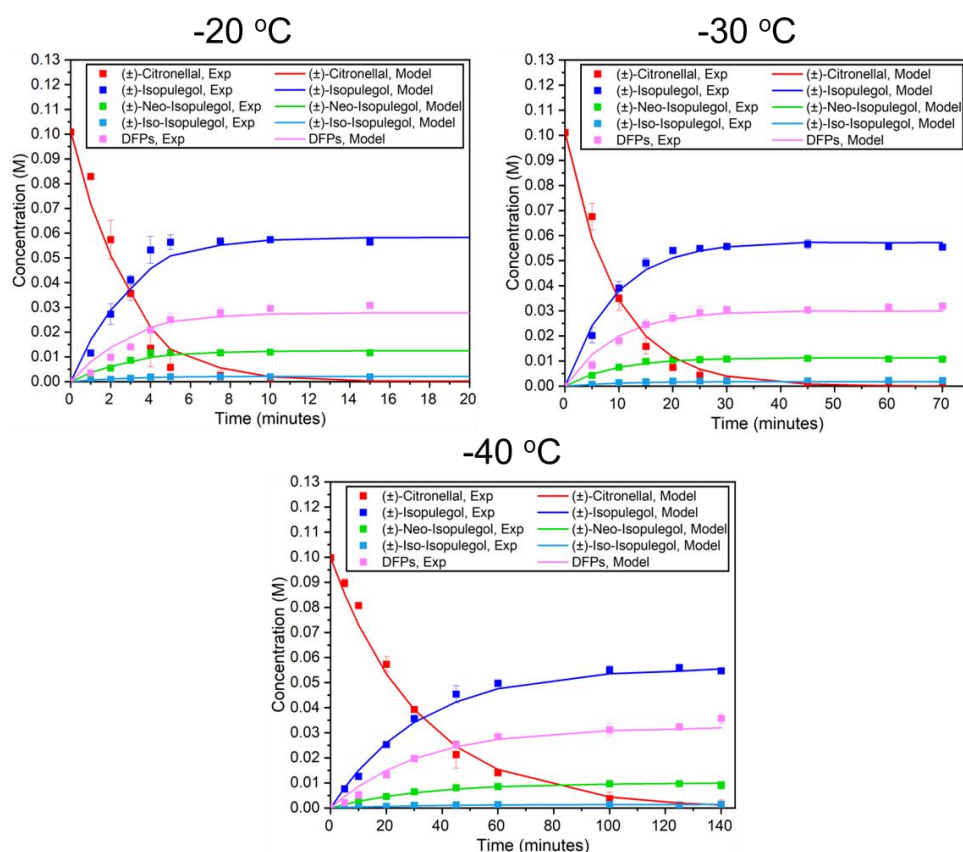 -20 °C
-30 °C
0.13
0.12
0.11
0.10
0.09
0.08
0.07
0.06
0.05
0.04
0.03
0.02
0.01
0.00
Concentration (M)
(±)-Citronellal, Exp (±)-Citronellal, Model
(±)-Isopulegol, Exp (±)-Isopulegol, Model
(±)-Neo-Isopulegol, Exp (±)-Neo-Isopulegol, Model
(±)-Iso-Isopulegol, Exp (±)-Iso-Isopulegol, Model
DFPs, Exp DFPs, Model
0 2 4 6 8 10 12 14 16 18 20
Time (minutes)
0.13
0.12
0.11
0.10
0.09
0.08
0.07
0.06
0.05
0.04
0.03
0.02
0.01
0.00
Concentration (M)
(±)-Citronellal, Exp (±)-Citronellal, Model
(±)-Isopulegol, Exp (±)-Isopulegol, Model
(±)-Neo-Isopulegol, Exp (±)-Neo-Isopulegol, Model
(±)-Iso-Isopulegol, Exp (±)-Iso-Isopulegol, Model
DFPs, Exp DFPs, Model
0 10 20 30 40 50 60 70
Time (minutes)
-40 °C
0.13
0.12
0.11
0.10
0.09
0.08
0.07
0.06
0.05
0.04
0.03
0.02
0.01
0.00
Concentration (M)
(±)-Citronellal, Exp (±)-Citronellal, Model
(±)-Isopulegol, Exp (±)-Isopulegol, Model
(±)-Neo-Isopulegol, Exp (±)-Neo-Isopulegol, Model
(±)-Iso-Isopulegol, Exp (±)-Iso-Isopulegol, Model
DFPs, Exp DFPs, Model
0 20 40 60 80 100 120 140
Time (minutes)